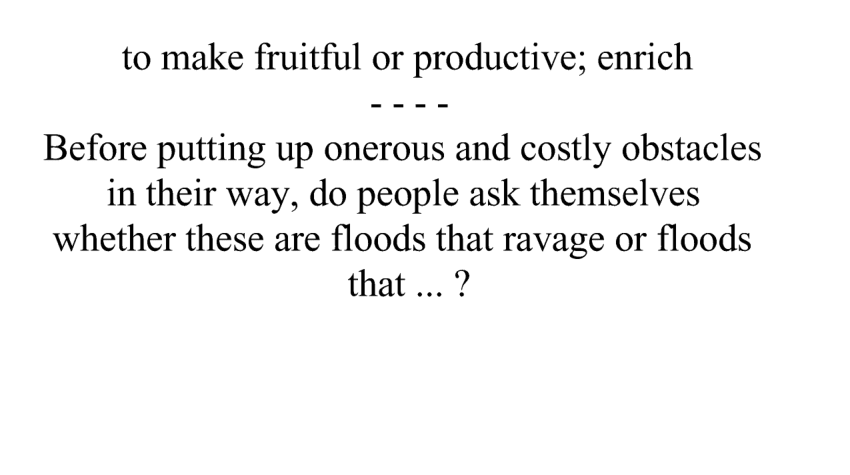 to make fruitful or productive; enrich
- - - -
Before putting up onerous and costly obstacles
in their way, do people ask themselves
whether these are floods that ravage or floods
that ... ?